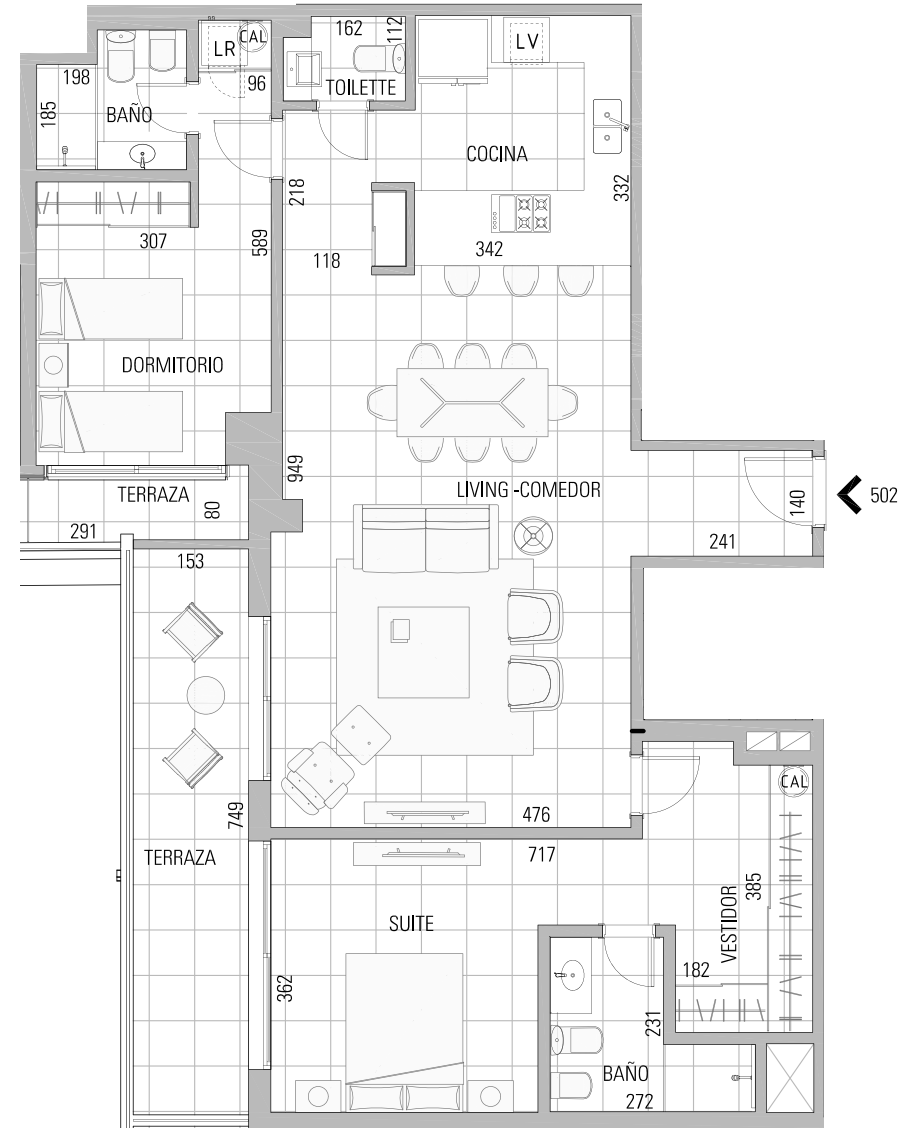 162
112
LR
CAL
LV
198
96
TOILETTE
185
BAÑO
COCINA
218
332
307
589
118
342
DORMITORIO
949
LIVING -COMEDOR
TERRAZA
80
140
502
291
241
153
749
476
717
CAL
TERRAZA
385
SUITE
VESTIDOR
182
362
231
BAÑO
272